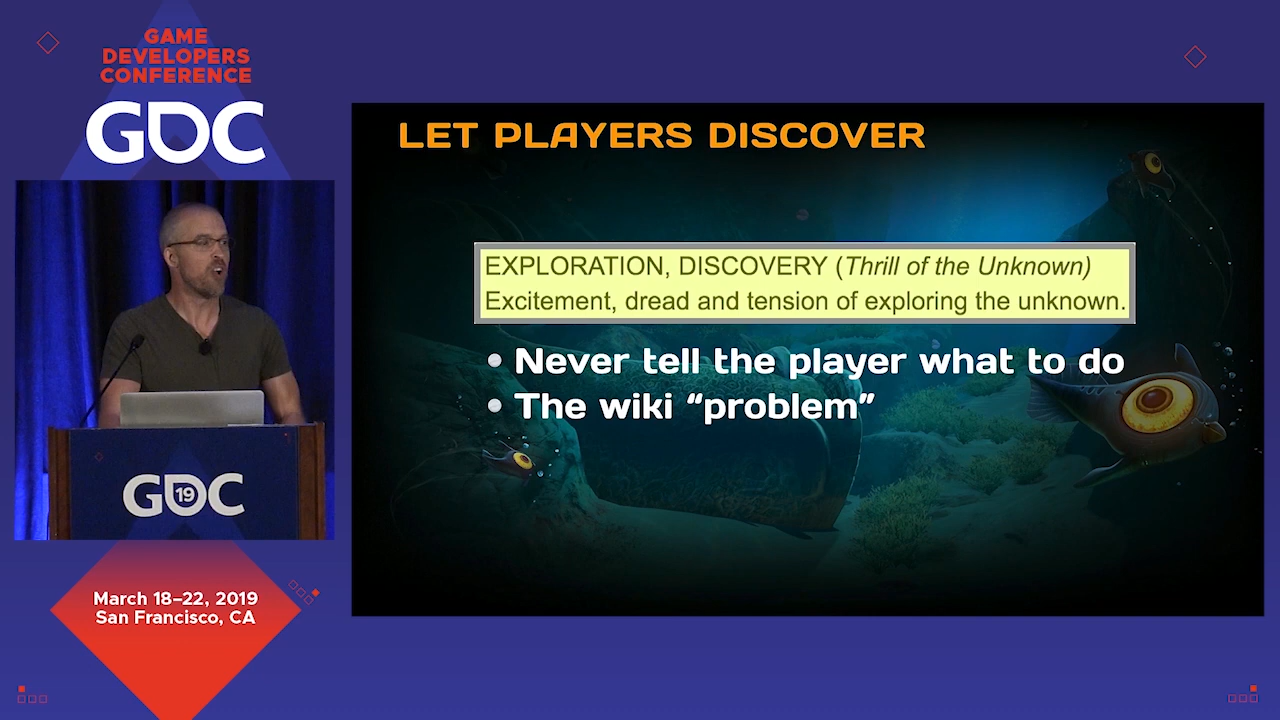 GAME
DEVELOPERS
CONFERENCE
GDC
GDC
19
March 18–22, 2019
San Francisco, CA
LET PLAYERS DISCOVER
EXPLORATION, DISCOVERY (Thrill of the Unknown)
Excitement, dread and tension of exploring the unknown.
• Never tell the player what to do
• The wiki “problem”